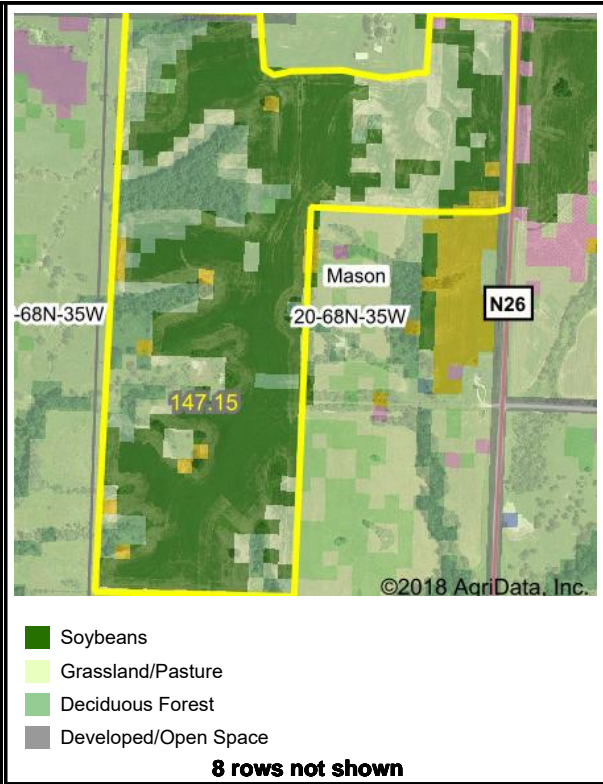 Mason
-68N-35W
20-68N-35W
N26
147.15
©2018 AgriData, Inc.
Soybeans
Grassland/Pasture
Deciduous Forest
Developed/Open Space
8 rows not shown